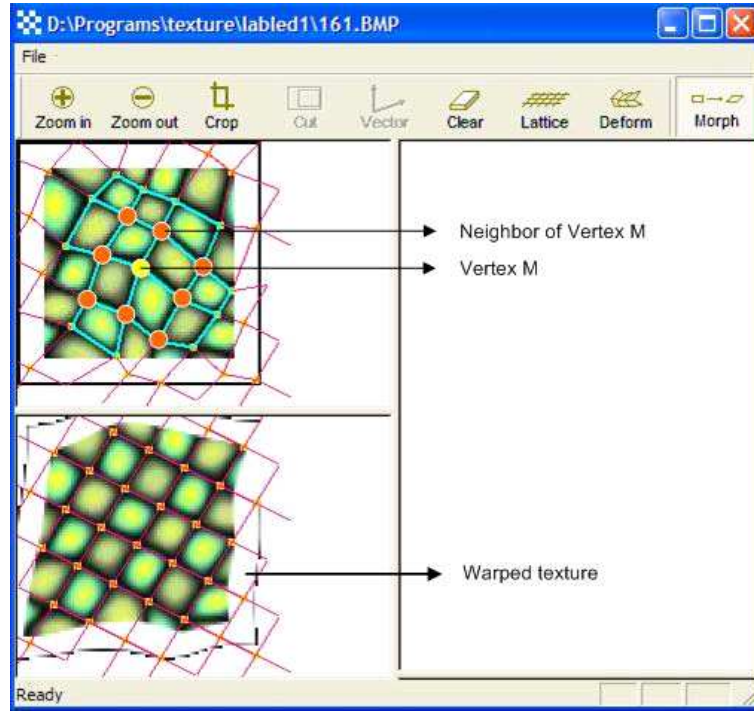 D:\Programs\texture\labled1\161.BMP
File
Zoom in Zoom out Crop Cut Vector Clear Lattice Deform Morph
Neighbor of Vertex M
Vertex M
Warped texture
Ready